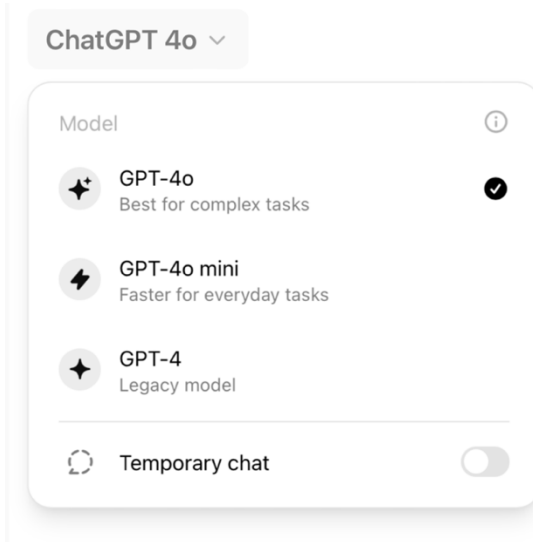 ChatGPT 4o
Model
GPT-4o
Best for complex tasks
GPT-4o mini
Faster for everyday tasks
GPT-4
Legacy model
Temporary chat